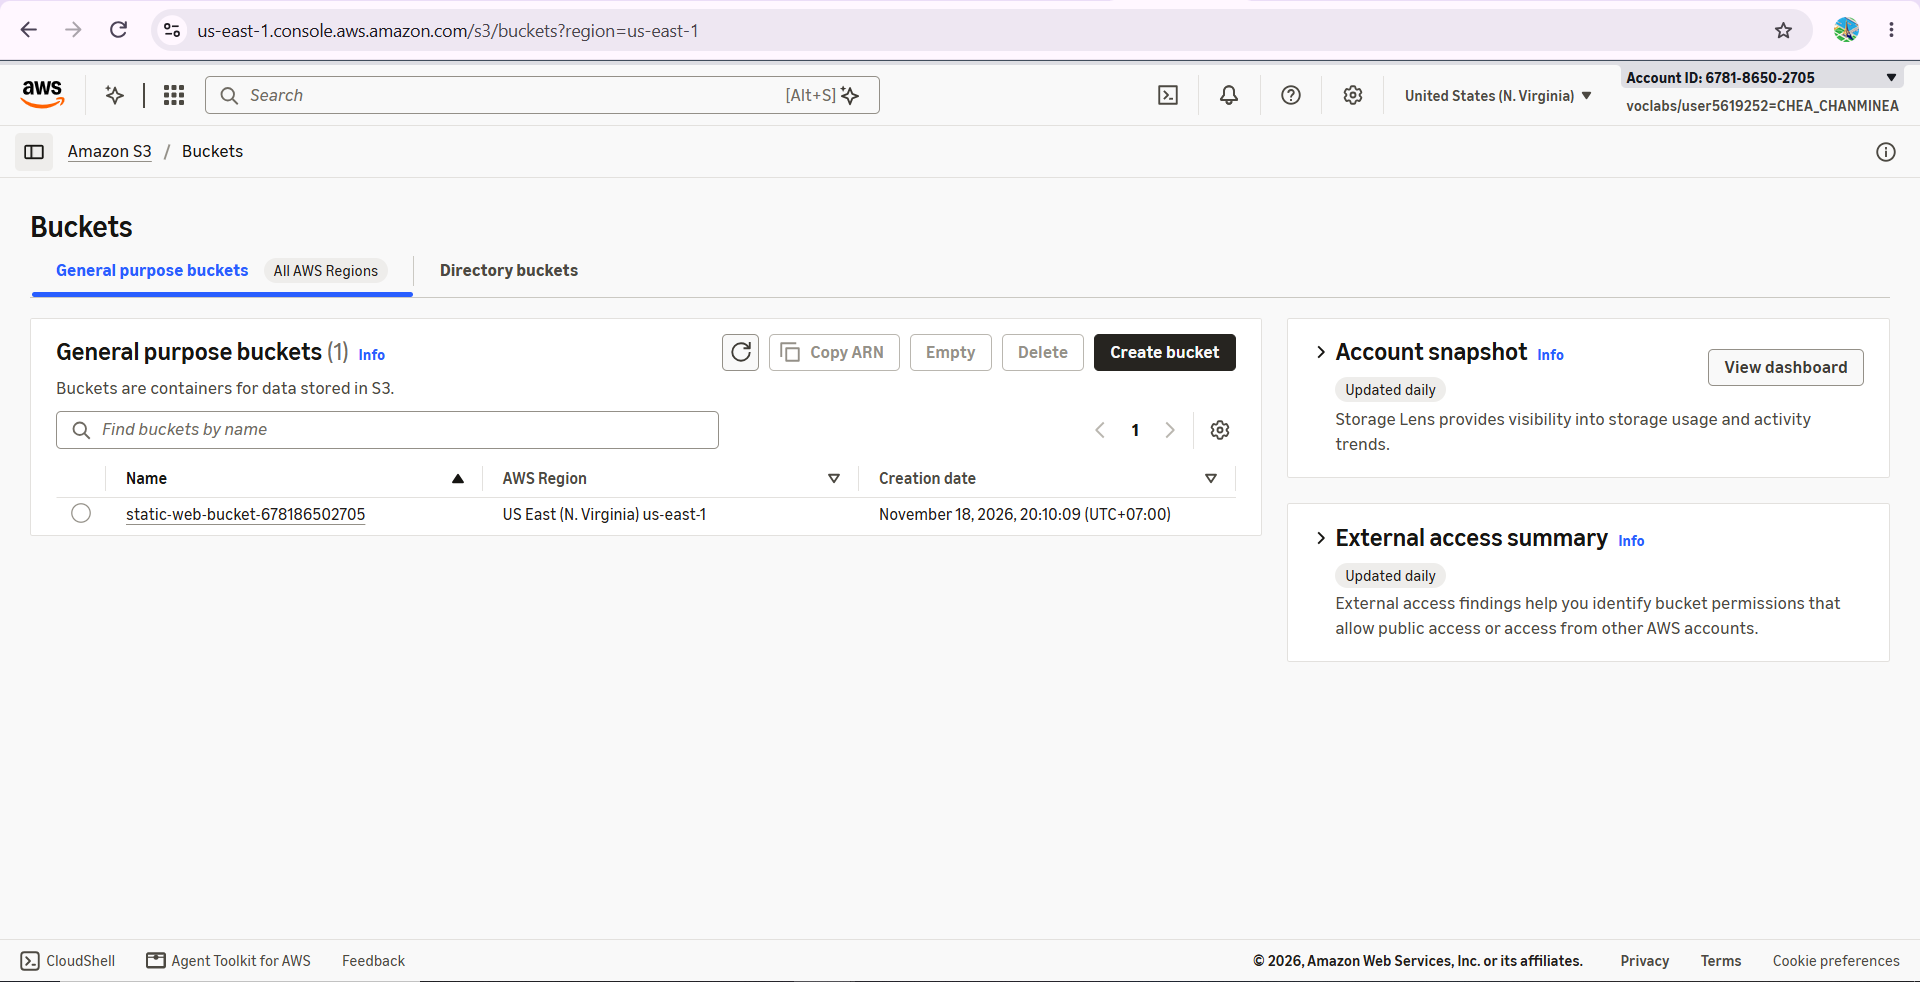 us-east-1.console.aws.amazon.com/s3/buckets?region=us-east-1
aws
Search
[Alt+S]
United States (N. Virginia)
Account ID: 6781-8650-2705
voclabs/user5619252=CHEA_CHANMINEA
Amazon S3 / Buckets
Buckets
General purpose buckets All AWS Regions
Directory buckets
General purpose buckets (1) Info
Copy ARN
Empty
Delete
Create bucket
Buckets are containers for data stored in S3.
Find buckets by name
1
Name AWS Region Creation date
static-web-bucket-678186502705 US East (N. Virginia) us-east-1 November 18, 2026, 20:10:09 (UTC+07:00)
Account snapshot Info
View dashboard
Updated daily
Storage Lens provides visibility into storage usage and activity
trends.
External access summary Info
Updated daily
External access findings help you identify bucket permissions that
allow public access or access from other AWS accounts.
CloudShell
Agent Toolkit for AWS
Feedback
© 2026, Amazon Web Services, Inc. or its affiliates.
Privacy
Terms
Cookie preferences